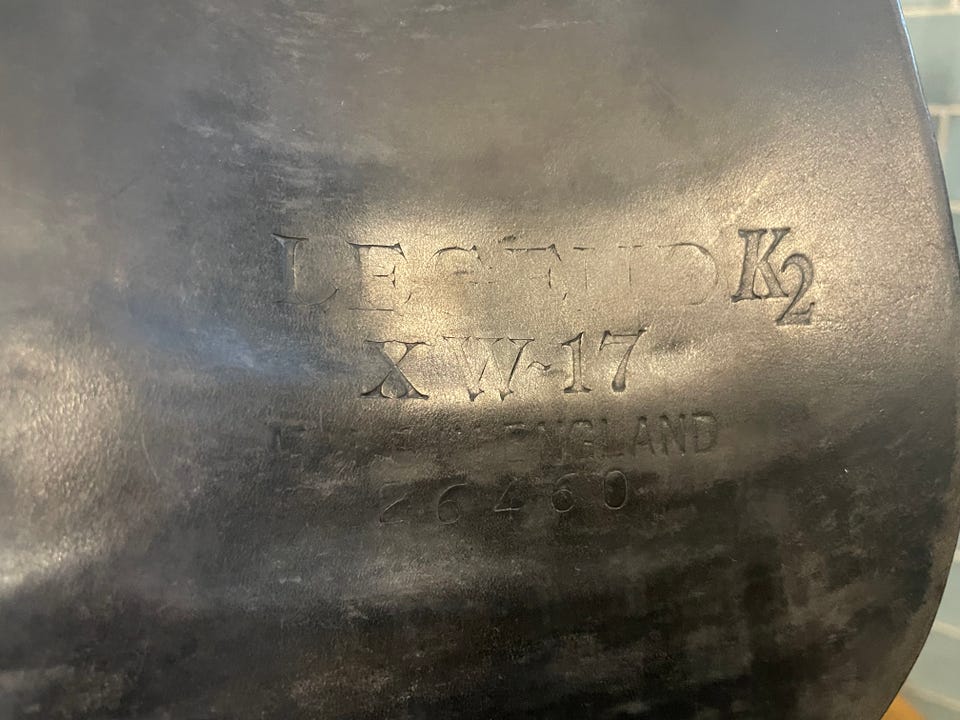 LEGEND K2
XW-17
ENGLAND
26460